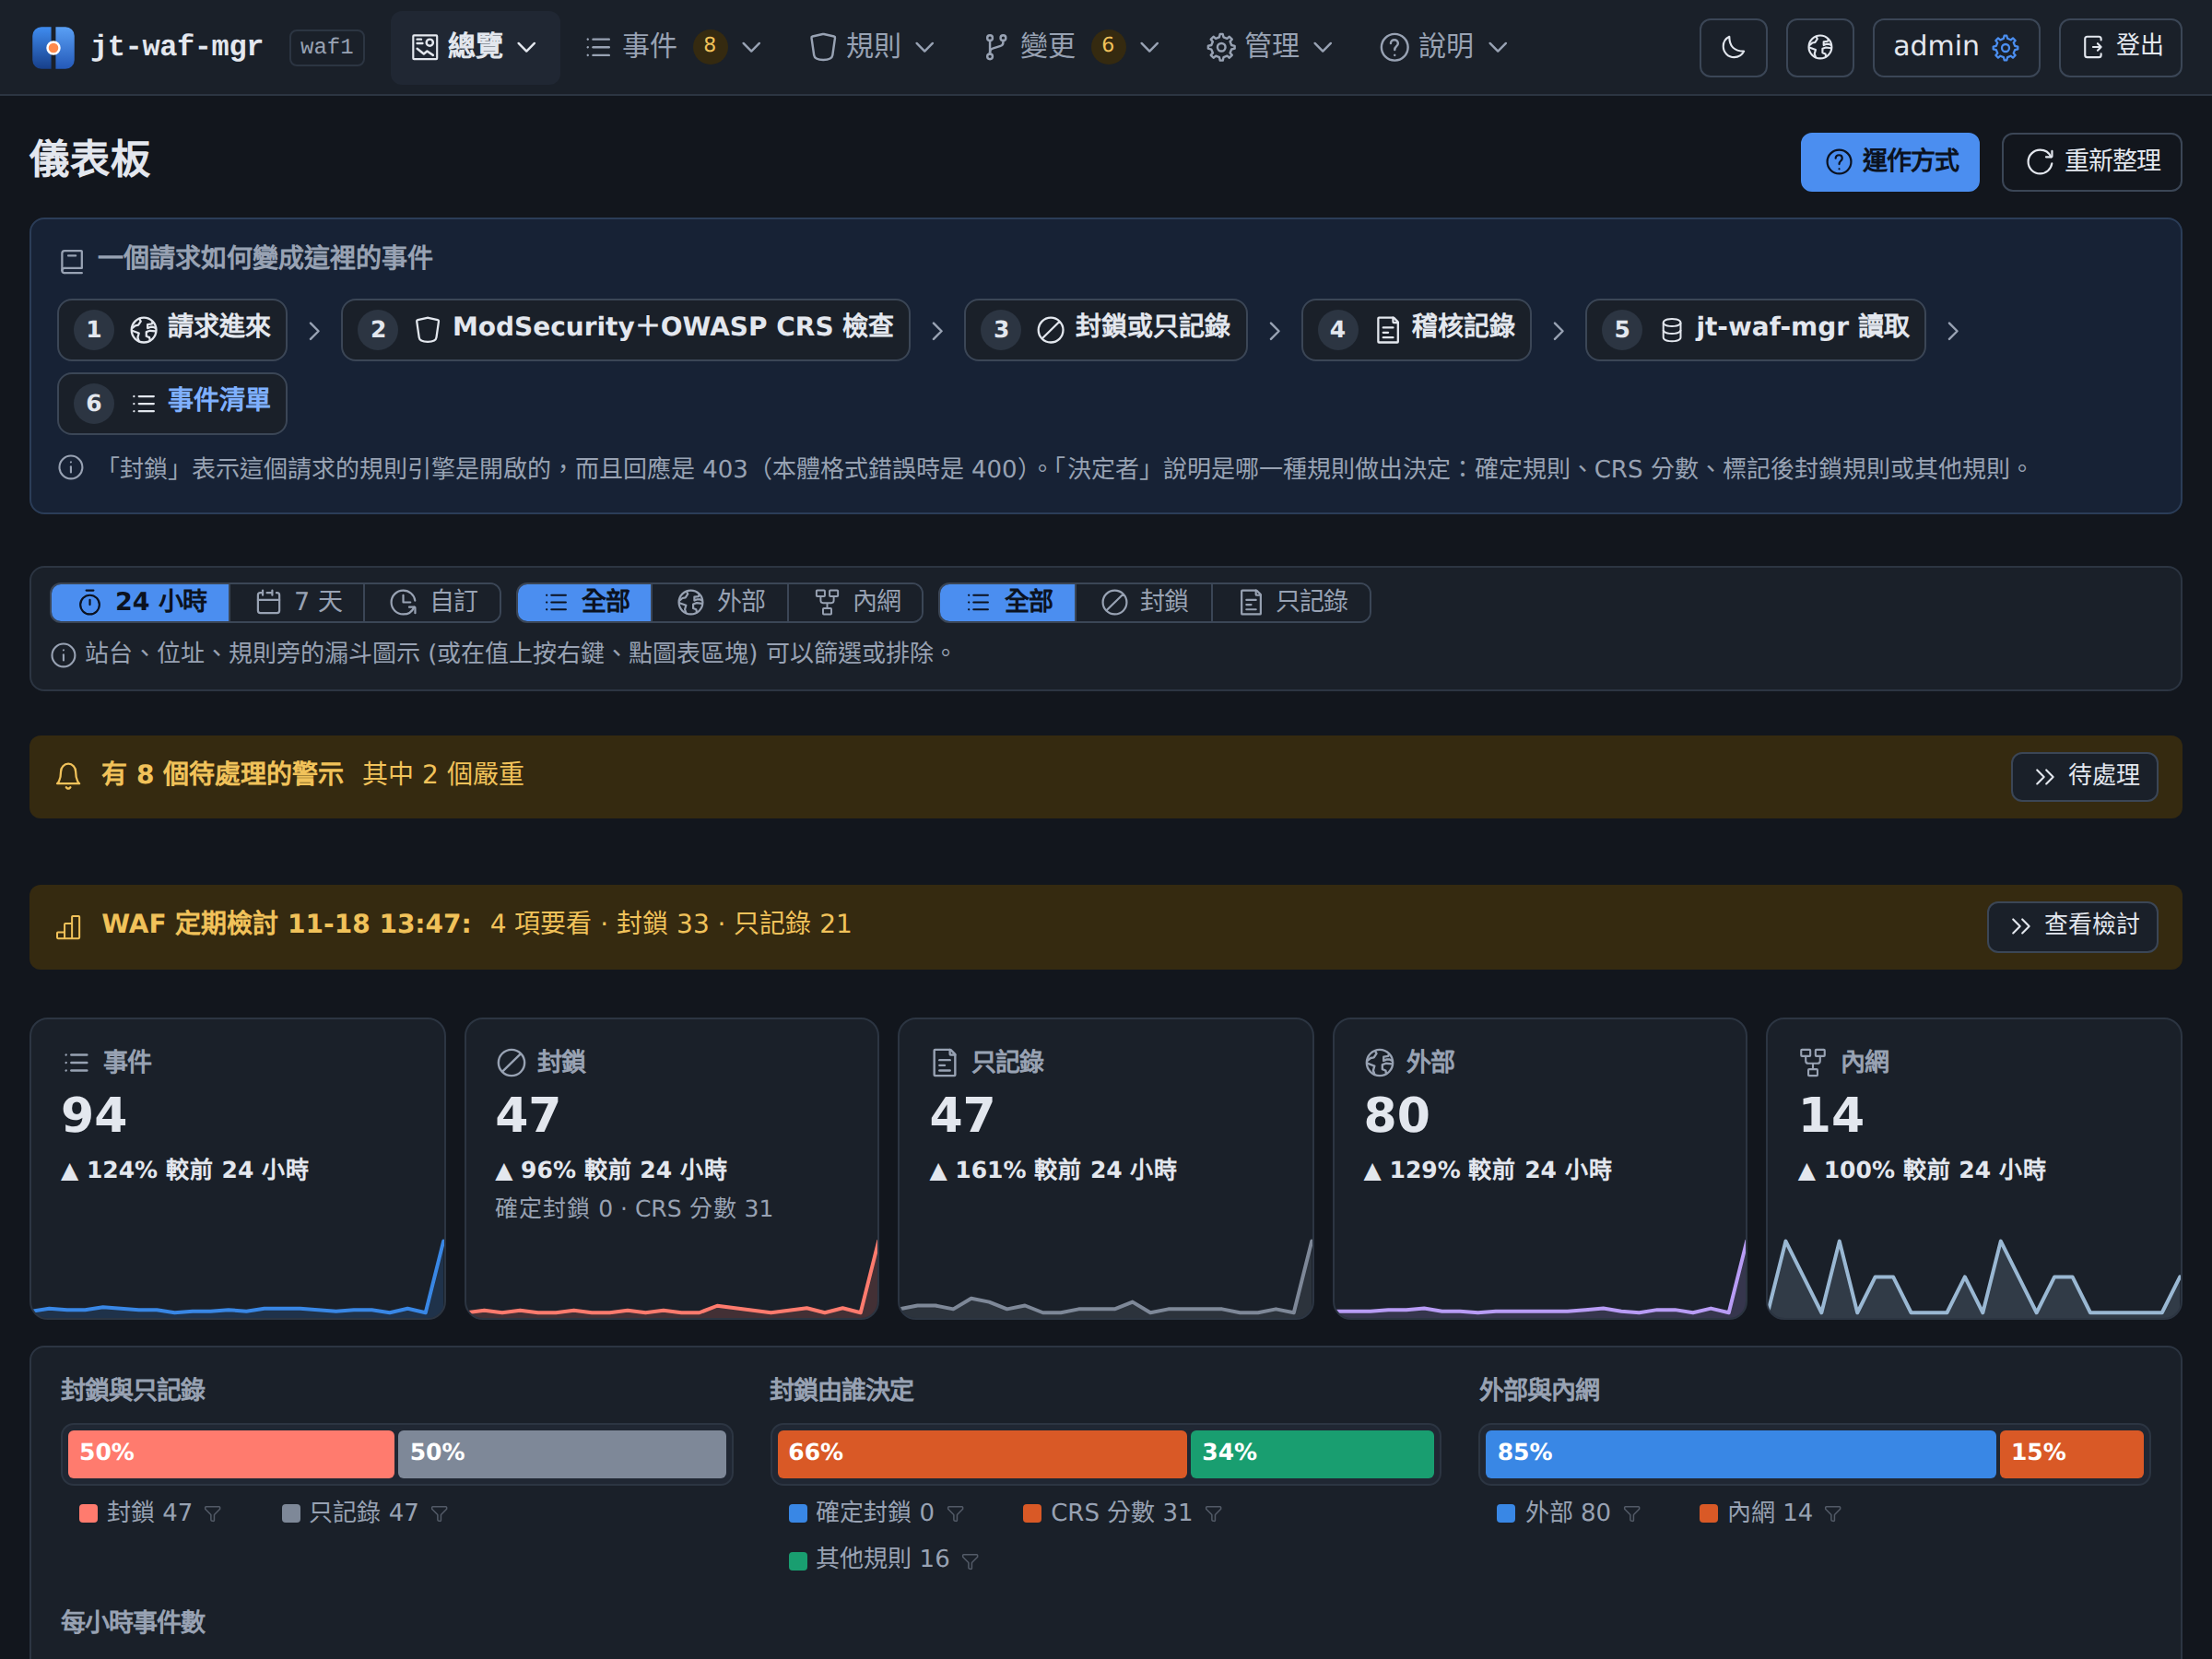 jt-waf-mgr waf1 總覽 事件 8 規則 變更 6 管理 說明 admin 登出
儀表板 運作方式 重新整理
一個請求如何變成這裡的事件
1 請求進來 2 ModSecurity＋OWASP CRS 檢查 3 封鎖或只記錄 4 稽核記錄 5 jt-waf-mgr 讀取
6 事件清單
「封鎖」表示這個請求的規則引擎是開啟的，而且回應是 403（本體格式錯誤時是 400）。「決定者」說明是哪一種規則做出決定：確定規則、CRS 分數、標記後封鎖規則或其他規則。
24 小時 7 天 自訂 全部 外部 內網 全部 封鎖 只記錄
站台、位址、規則旁的漏斗圖示 (或在值上按右鍵、點圖表區塊) 可以篩選或排除。
有 8 個待處理的警示 其中 2 個嚴重 待處理
WAF 定期檢討 11-18 13:47: 4 項要看 · 封鎖 33 · 只記錄 21 查看檢討
事件 封鎖 只記錄 外部 內網
94 47 47 80 14
▲ 124% 較前 24 小時 ▲ 96% 較前 24 小時 ▲ 161% 較前 24 小時 ▲ 129% 較前 24 小時 ▲ 100% 較前 24 小時
確定封鎖 0 · CRS 分數 31
封鎖與只記錄 封鎖由誰決定 外部與內網
50% 50% 66% 34% 85% 15%
封鎖 47 只記錄 47 確定封鎖 0 CRS 分數 31 外部 80 內網 14
其他規則 16
每小時事件數